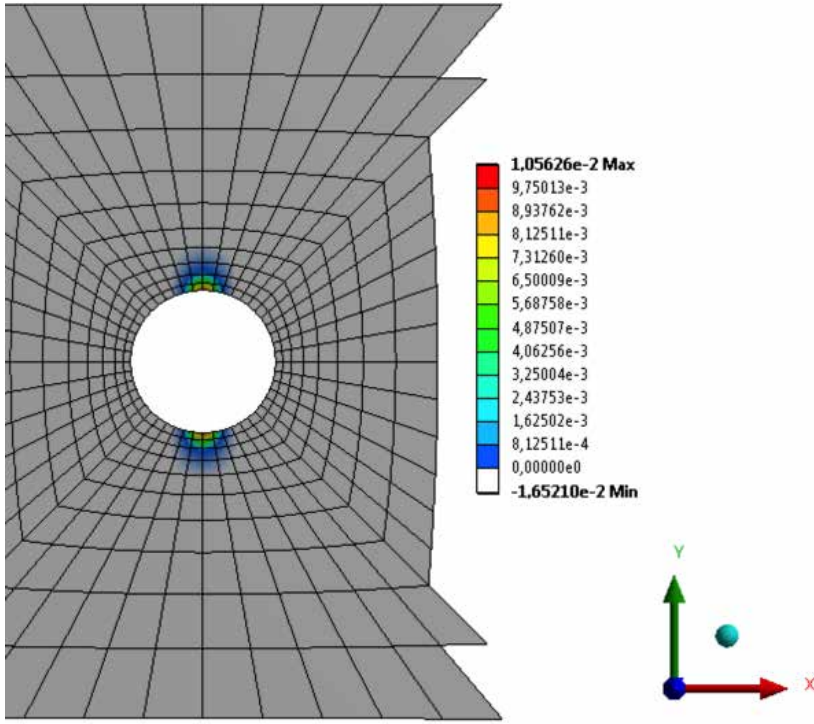 1,05626e-2 Max
9,75013e-3
8,93762e-3
8,12511e-3
7,31260e-3
6,50009e-3
5,68758e-3
4,87507e-3
4,06256e-3
3,25004e-3
2,43753e-3
1,62502e-3
8,12511e-4
0,00000e0
-1,65210e-2 Min
Y
X